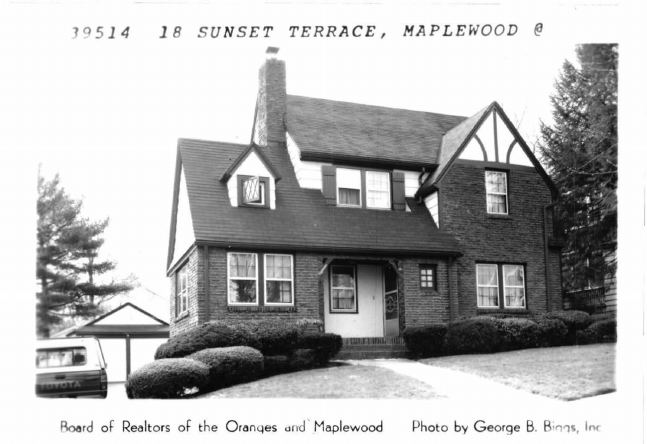 39514 18 SUNSET TERRACE, MAPLEWOOD @
TOYOTA
Board of Realtors of the Oranges and Maplewood Photo by George B. Biggs, Inc